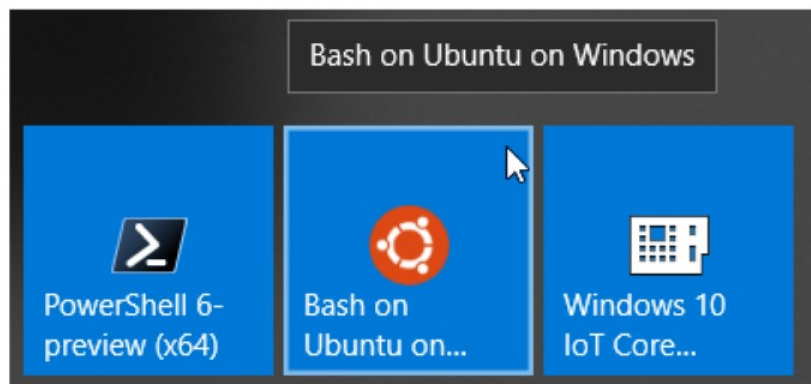 Bash on Ubuntu on Windows
PowerShell 6-
preview (x64)
Bash on
Ubuntu on...
Windows 10
IoT Core...